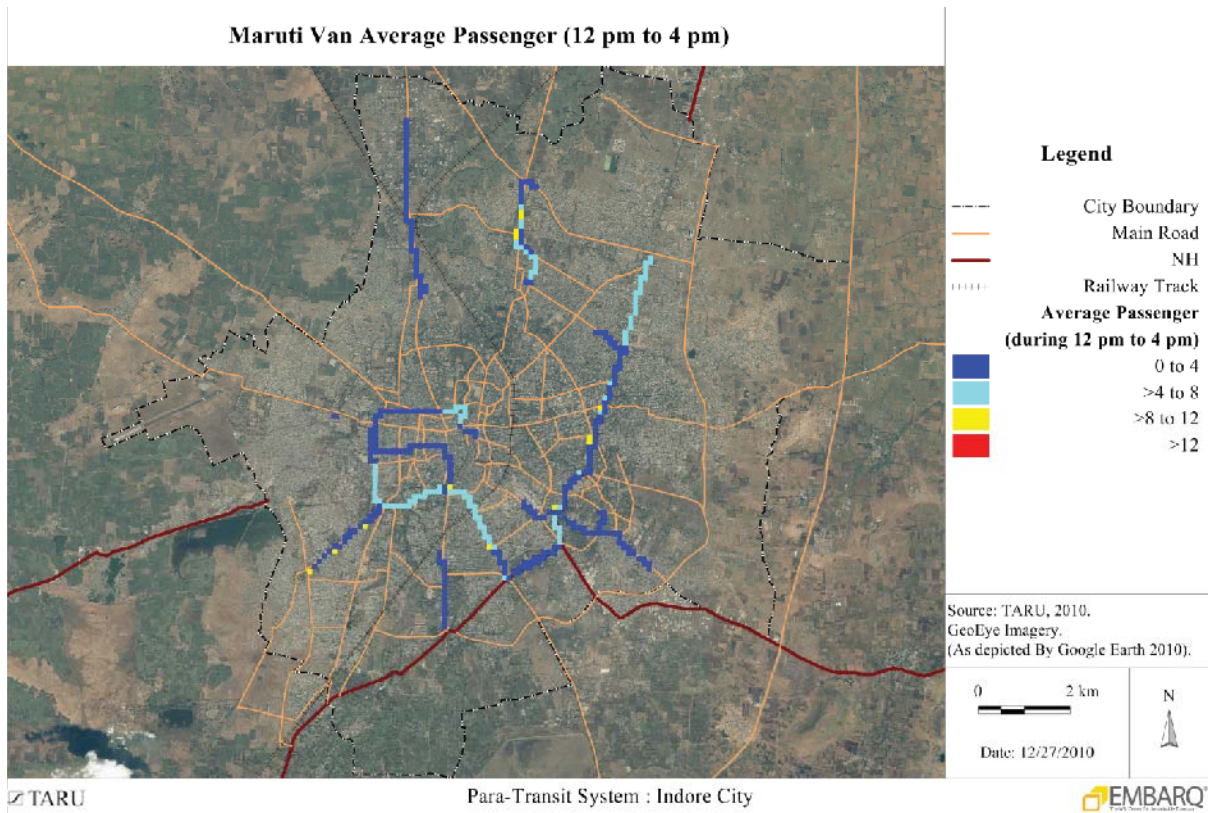 Maruti Van Average Passenger (12 pm to 4 pm)
Legend
City Boundary
Main Road
NH
Railway Track
Average Passenger
(during 12 pm to 4 pm)
0 to 4
>4 to 8
>8 to 12
>12
Source: TARU, 2010.
GeoEye Imagery.
(As depicted By Google Earth 2010).
0 2 km
N
Date: 12/27/2010
TARU
Para-Transit System : Indore City
EMBARQ